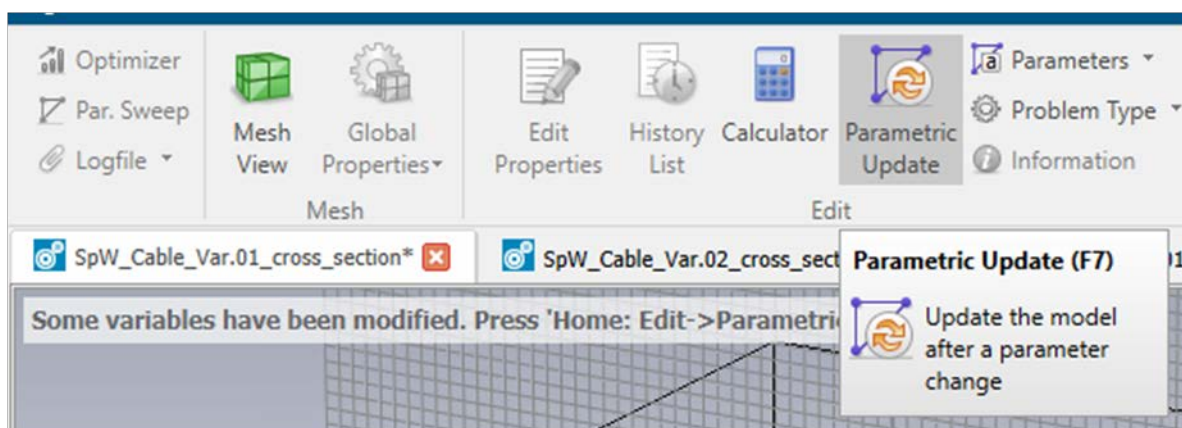 Optimizer
Par. Sweep
Logfile
Mesh
View
Global
Properties
Mesh
Edit
Properties
History
List
Calculator
Parametric
Update
a Parameters
Problem Type
Information
Edit
SpW_Cable_Var.01_cross_section*
SpW_Cable_Var.02_cross_sect
Some variables have been modified. Press 'Home: Edit->Parametri
Parametric Update (F7)
Update the model
after a parameter
change